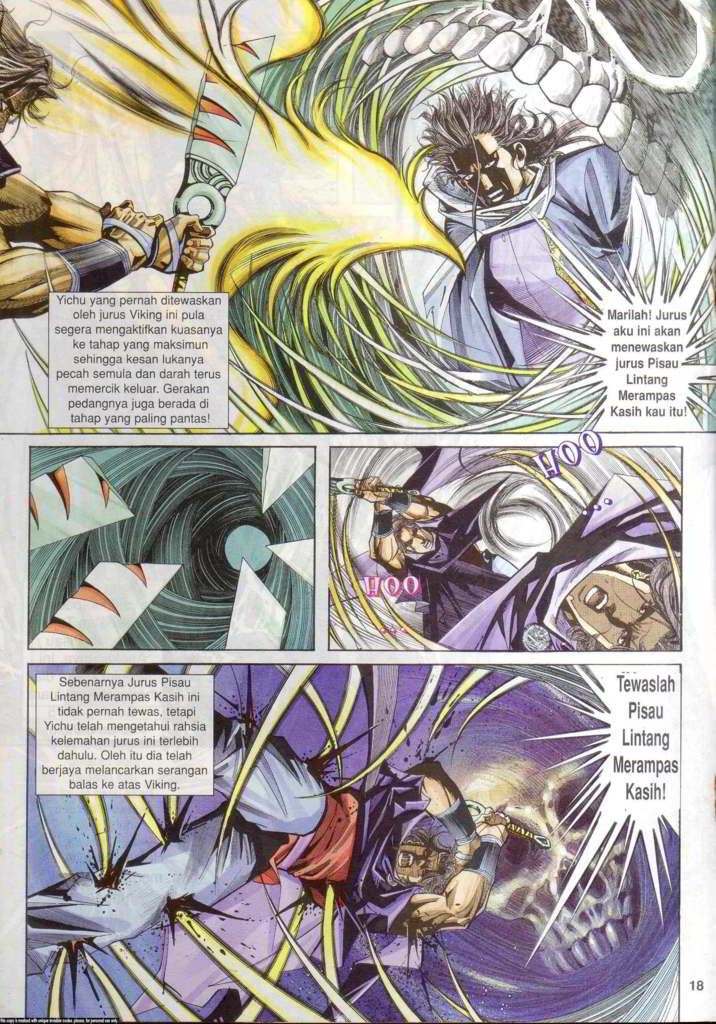 Yichu yang pernah ditewaskan
oleh jurus Viking ini pula
segera mengaktifkan kuasanya
ke tahap yang maksimun
sehingga kesan lukanya
pecah semula dan darah terus
memercik keluar. Gerakan
pedangnya juga berada di
tahap yang paling pantas!
Marilah! Jurus
aku ini akan
menewaskan
jurus Pisau
Lintang
Merampas
Kasih kau itu!
HOO
...
HOO
...
Sebenarnya Jurus Pisau
Lintang Merampas Kasih ini
tidak pernah tewas, tetapi
Yichu telah mengetahui rahsia
kelemahan jurus ini terlebih
dahulu. Oleh itu dia telah
berjaya melancarkan serangan
balas ke atas Viking.
Tewaslah
Pisau
Lintang
Merampas
Kasih!
18